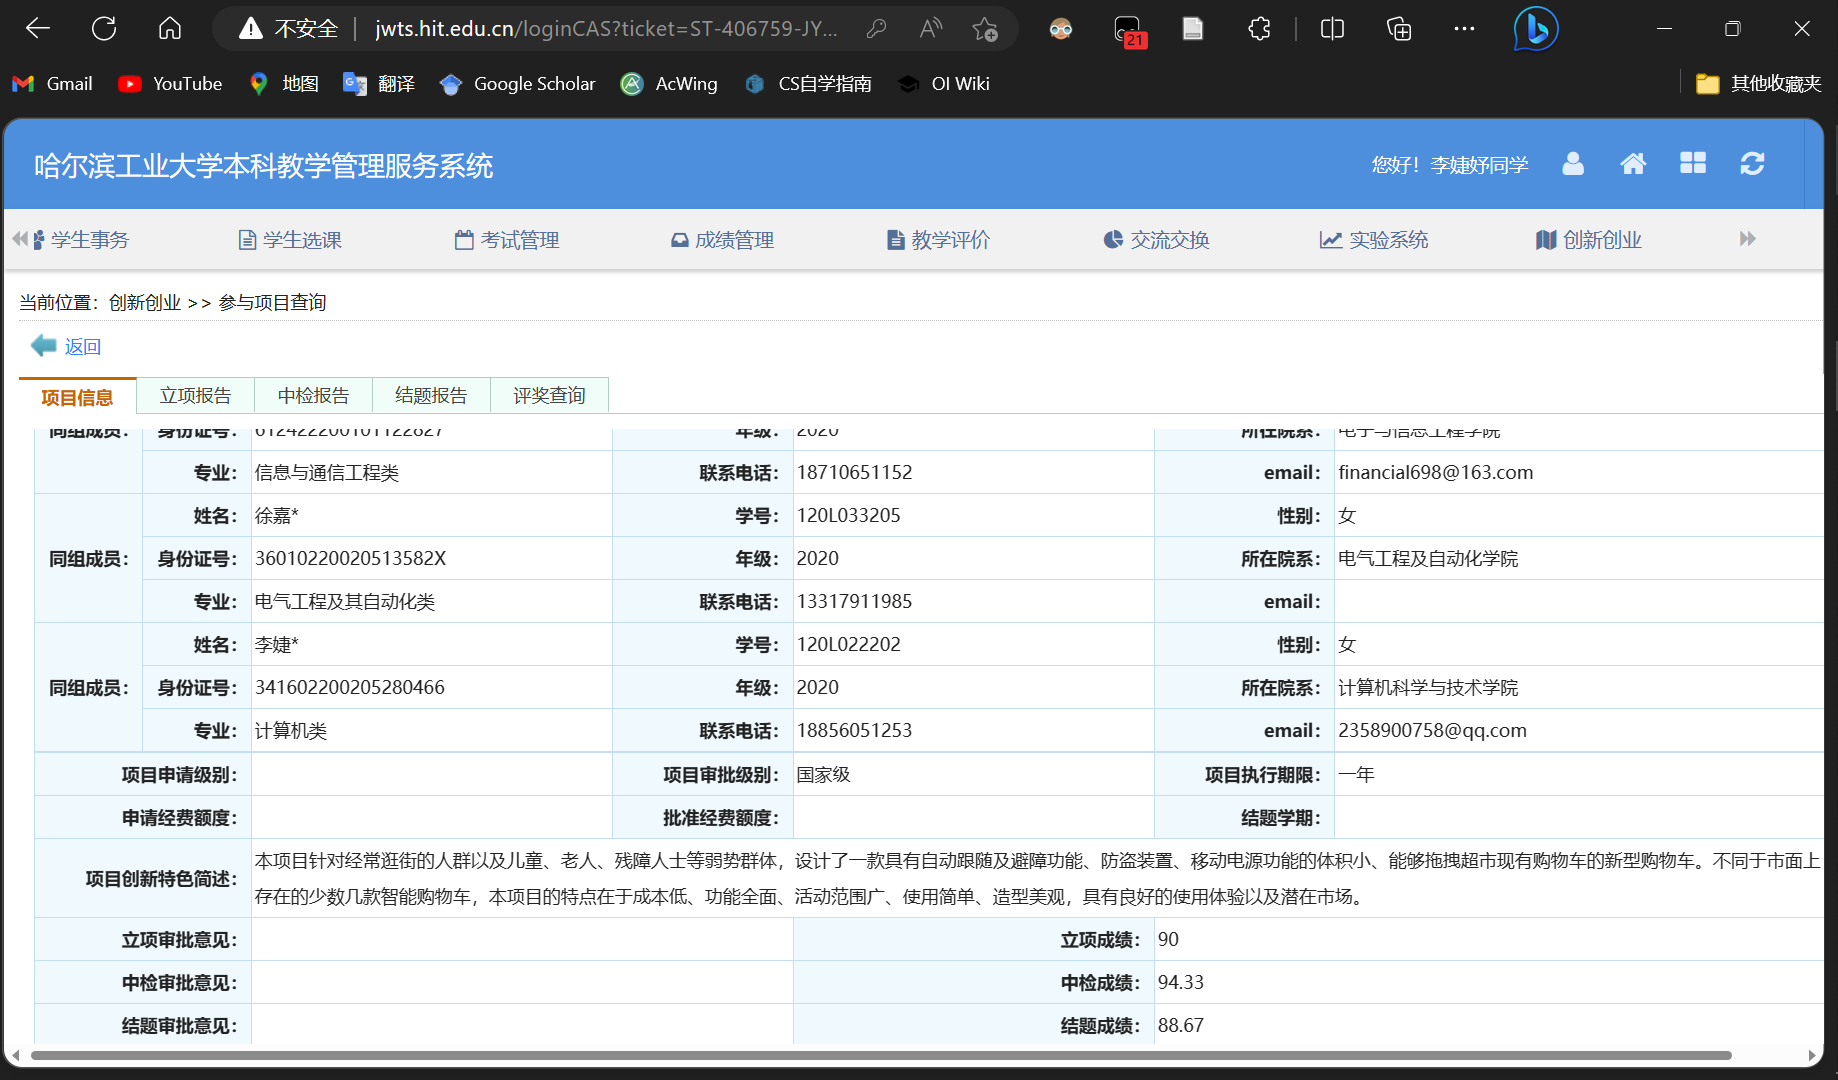 不安全 | jwts.hit.edu.cn/loginCAS?ticket=ST-406759-JY...
21
Gmail YouTube 地图 翻译 Google Scholar AcWing CS自学指南 OI Wiki 其他收藏夹
哈尔滨工业大学本科教学管理服务系统 您好！李婕妤同学
学生事务 学生选课 考试管理 成绩管理 教学评价 交流交换 实验系统 创新创业
当前位置：创新创业 >> 参与项目查询
返回
项目信息 立项报告 中检报告 结题报告 评奖查询
同组成员： 身份证号： 612422200101122627 年级： 2020 所在院系： 电子与信息工程学院
专业： 信息与通信工程类 联系电话： 18710651152 email： financial698@163.com
姓名： 徐嘉* 学号： 120L033205 性别： 女
同组成员： 身份证号： 36010220020513582X 年级： 2020 所在院系： 电气工程及自动化学院
专业： 电气工程及其自动化类 联系电话： 13317911985 email：
姓名： 李婕* 学号： 120L022202 性别： 女
同组成员： 身份证号： 341602200205280466 年级： 2020 所在院系： 计算机科学与技术学院
专业： 计算机类 联系电话： 18856051253 email： 2358900758@qq.com
项目申请级别： 项目审批级别： 国家级 项目执行期限： 一年
申请经费额度： 批准经费额度： 结题学期：
项目创新特色简述： 本项目针对经常逛街的人群以及儿童、老人、残障人士等弱势群体，设计了一款具有自动跟随及避障功能、防盗装置、移动电源功能的体积小、能够拖拽超市现有购物车的新型购物车。不同于市面上
存在的少数几款智能购物车，本项目的特点在于成本低、功能全面、活动范围广、使用简单、造型美观，具有良好的使用体验以及潜在市场。
立项审批意见： 立项成绩： 90
中检审批意见： 中检成绩： 94.33
结题审批意见： 结题成绩： 88.67